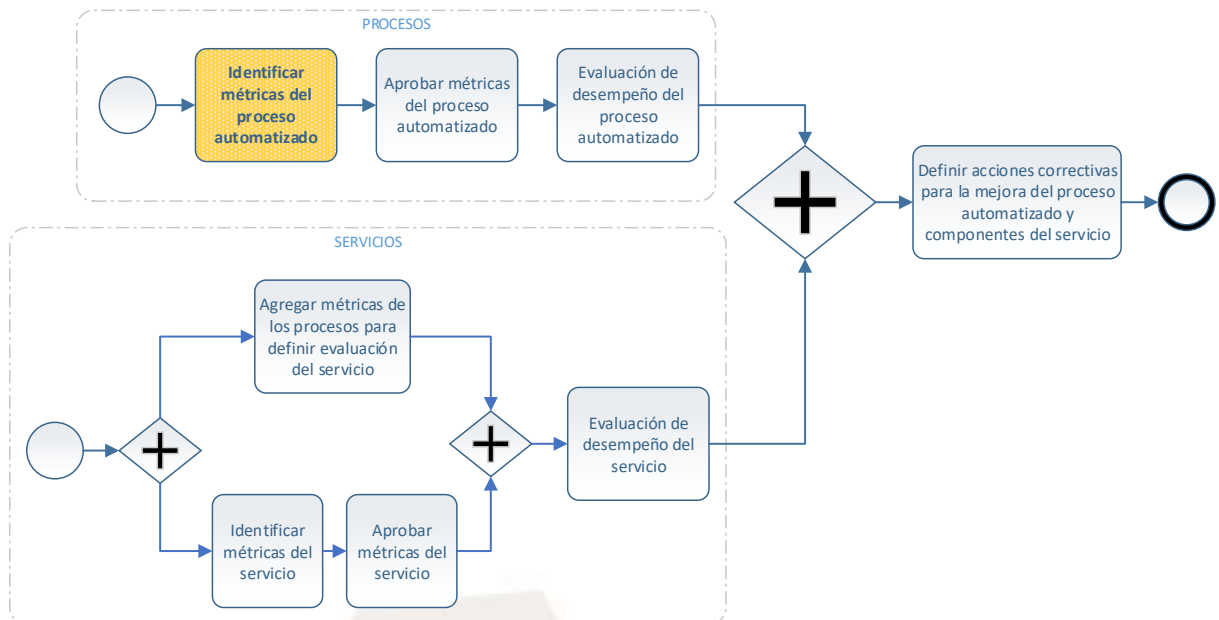 PROCESOS
Identificar
métricas del
proceso
automatizado
Aprobar métricas
del proceso
automatizado
Evaluación de
desempeño del
proceso
automatizado
Definir acciones correctivas
para la mejora del proceso
automatizado y
componentes del servicio
SERVICIOS
Agregar métricas de
los procesos para
definir evaluación
del servicio
Evaluación de
desempeño del
servicio
Identificar
métricas del
servicio
Aprobar
métricas del
servicio